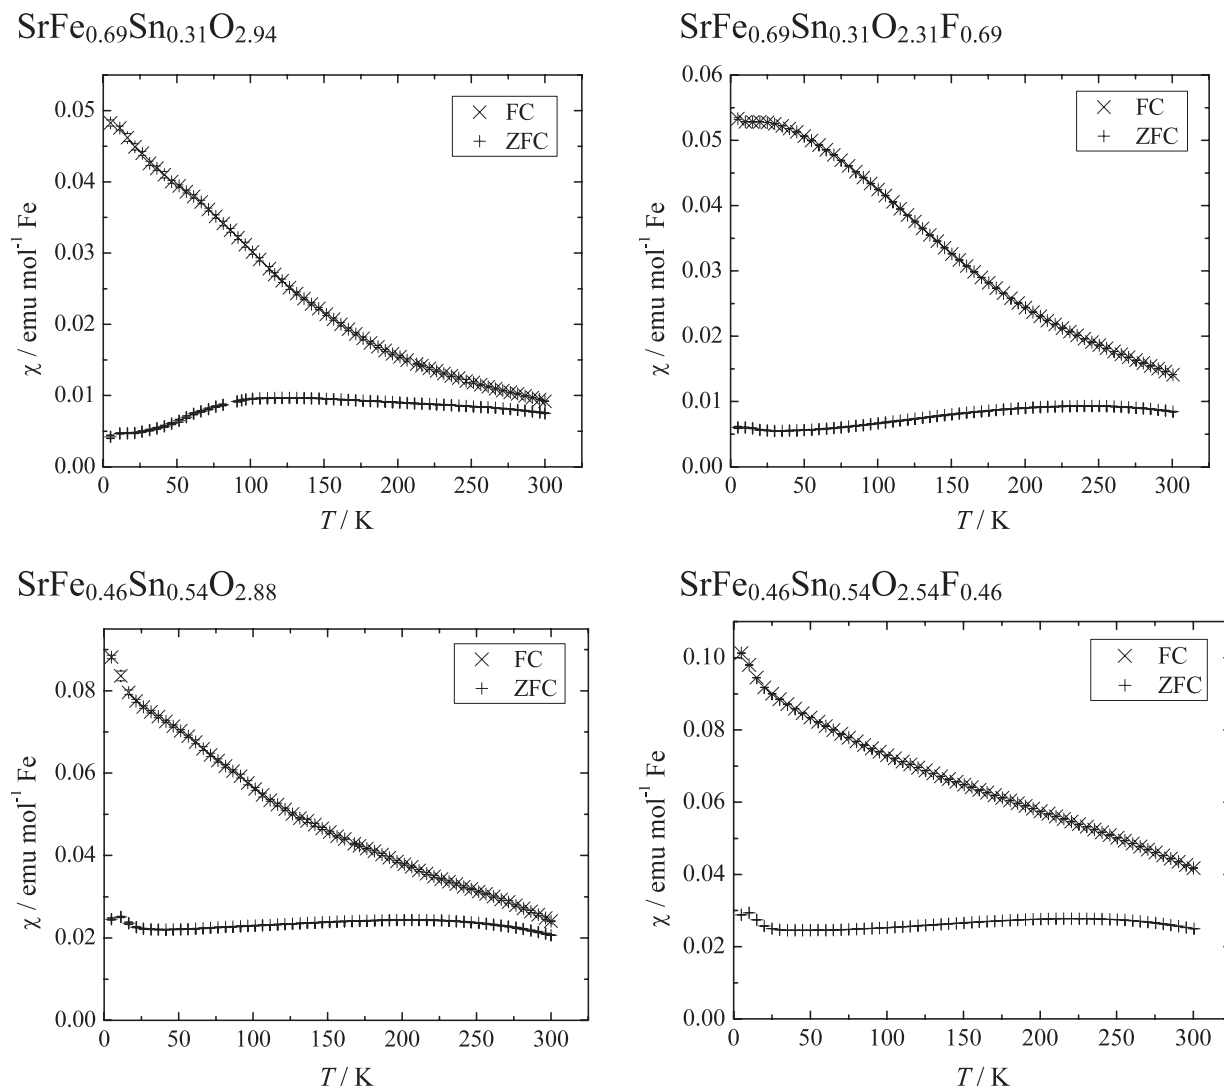 SrFe0.69Sn0.31O2.94
0.05
0.04
0.03
0.02
0.01
0.00
χ / emu mol-1 Fe
FC
ZFC
0
50
100
150
200
250
300
T / K
SrFe0.69Sn0.31O2.31F0.69
0.06
0.05
0.04
0.03
0.02
0.01
0.00
χ / emu mol-1 Fe
FC
ZFC
0
50
100
150
200
250
300
T / K
SrFe0.46Sn0.54O2.88
0.08
0.06
0.04
0.02
0.00
χ / emu mol-1 Fe
FC
ZFC
0
50
100
150
200
250
300
T / K
SrFe0.46Sn0.54O2.54F0.46
0.10
0.08
0.06
0.04
0.02
0.00
χ / emu mol-1 Fe
FC
ZFC
0
50
100
150
200
250
300
T / K